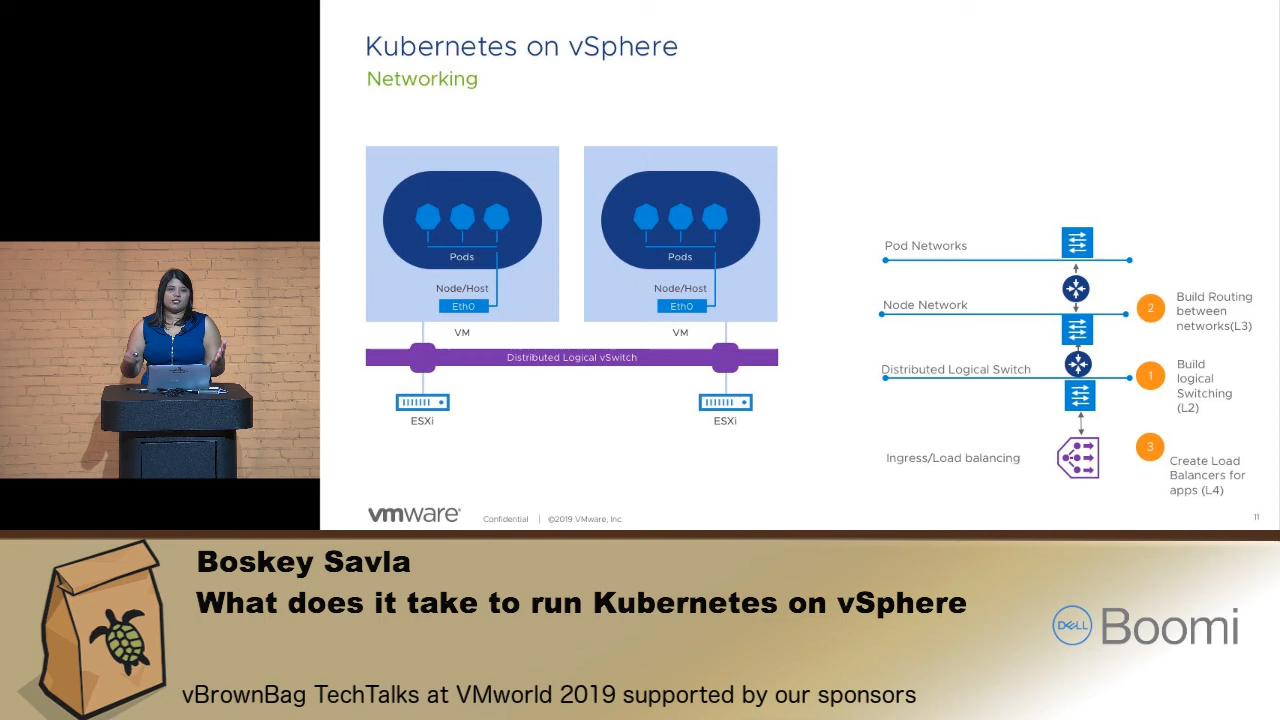 Kubernetes on vSphere
Networking
Pods
Node/Host
Eth0
VM
Pods
Node/Host
Eth0
VM
Distributed Logical vSwitch
ESXi
ESXi
Pod Networks
Node Network
2
Build Routing
between
networks(L3)
Distributed Logical Switch
1
Build
logical
Switching
(L2)
Ingress/Load balancing
3
Create Load
Balancers for
apps (L4)
vmware®
Confidential | ©2019 VMware, Inc.
11
Boskey Savla
What does it take to run Kubernetes on vSphere
DELL Boomi
vBrownBag TechTalks at VMworld 2019 supported by our sponsors